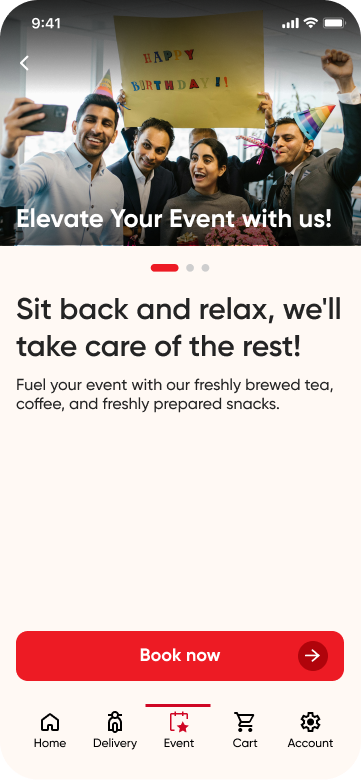 9:41
HAPPY
BIRTHDAY!!
Elevate Your Event with us!
Sit back and relax, we'll
take care of the rest!
Fuel your event with our freshly brewed tea,
coffee, and freshly prepared snacks.
Book now
Home
Delivery
Event
Cart
Account